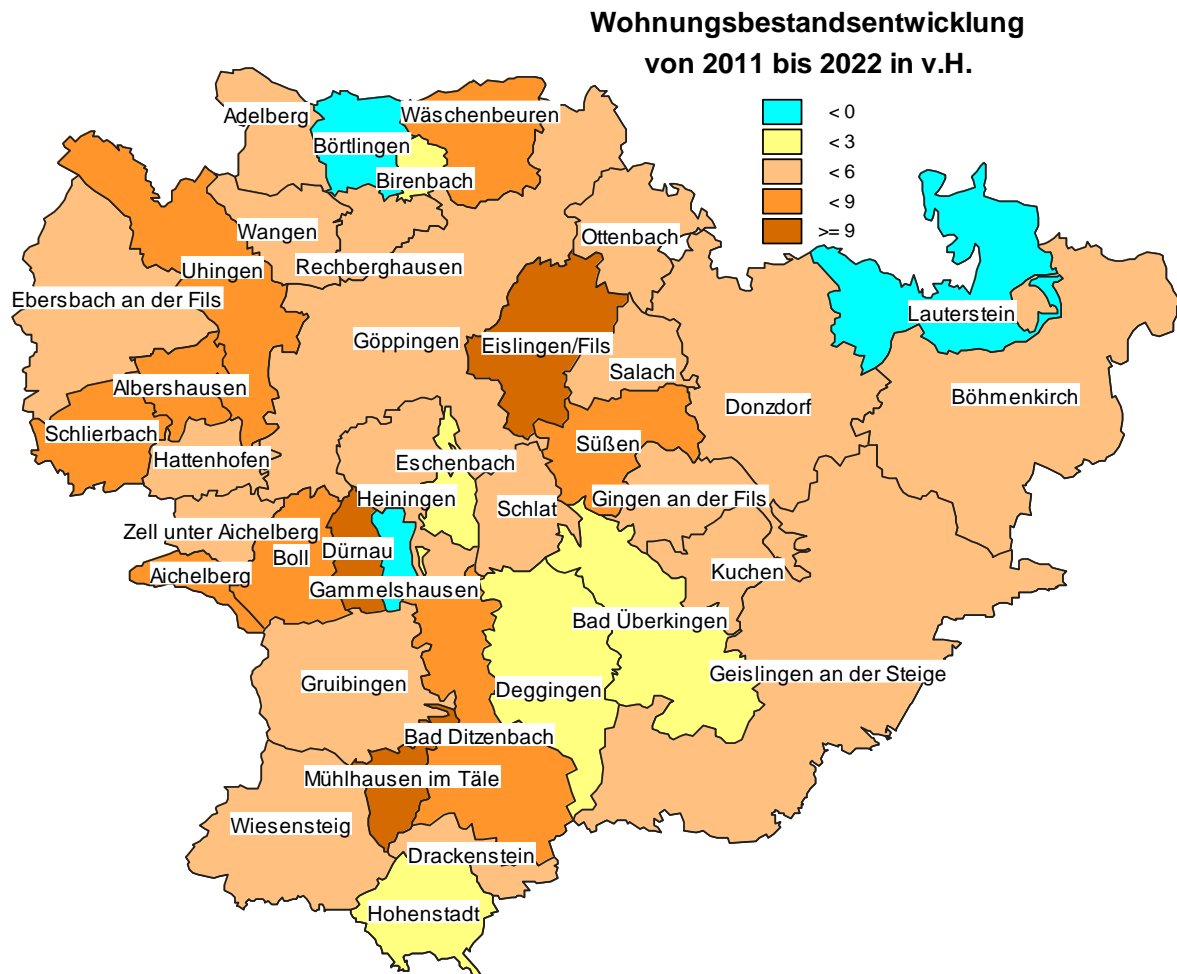 Wohnungsbestandsentwicklung
von 2011 bis 2022 in v.H.
< 0
< 3
< 6
< 9
>= 9
Adelberg
Wäschenbeuren
Börtlingen
Birenbach
Wangen
Ottenbach
Rechberghausen
Uhingen
Ebersbach an der Fils
Lauterstein
Göppingen
Eislingen/Fils
Salach
Albershausen
Böhmenkirch
Donzdorf
Schlierbach
Süßen
Hattenhofen
Eschenbach
Heiningen
Gingen an der Fils
Schlat
Zell unter Aichelberg
Boll
Dürnau
Aichelberg
Kuchen
Gammelshausen
Bad Überkingen
Geislingen an der Steige
Gruibingen
Deggingen
Bad Ditzenbach
Mühlhausen im Täle
Wiesensteig
Drackenstein
Hohenstadt